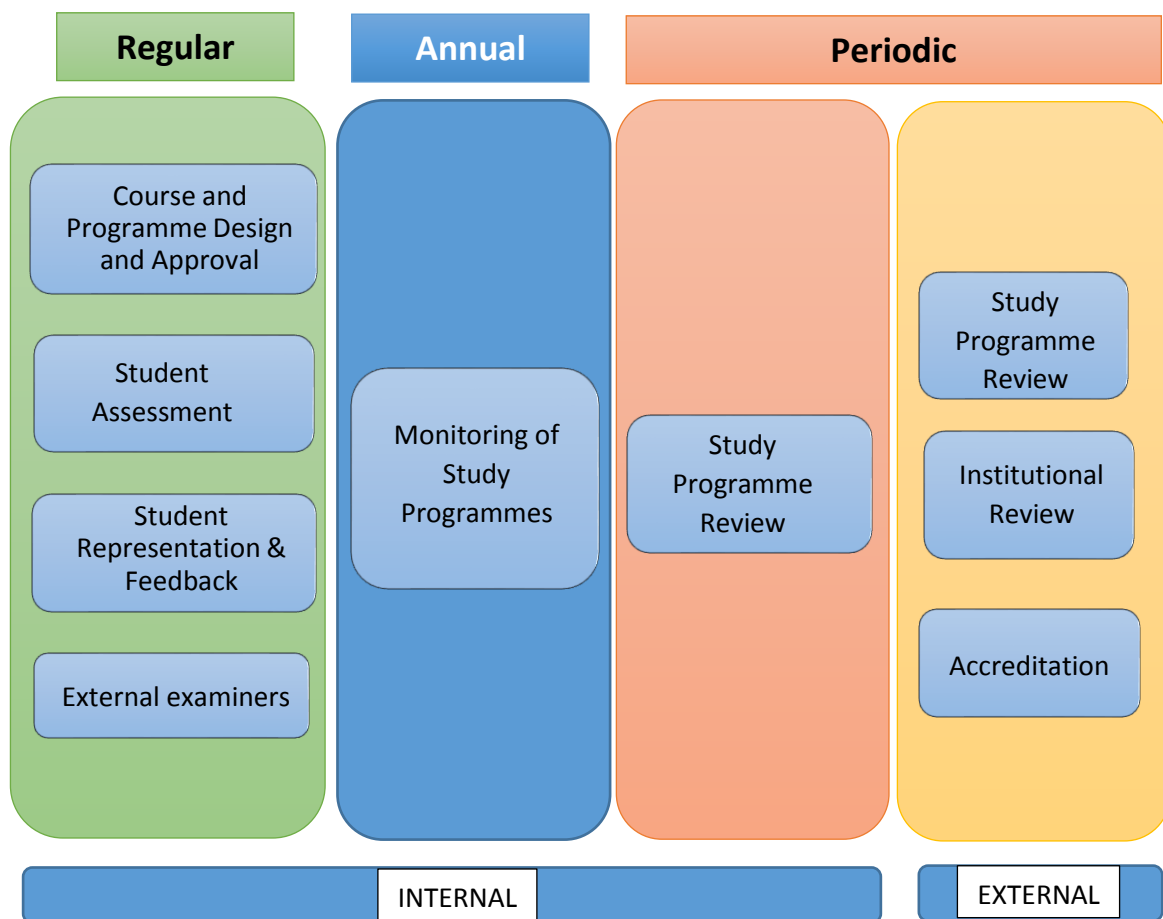 Regular
Annual
Periodic
Course and
Programme Design
and Approval
Student
Assessment
Student
Representation &
Feedback
External examiners
Monitoring of
Study
Programmes
Study
Programme
Review
Study
Programme
Review
Institutional
Review
Accreditation
INTERNAL
EXTERNAL